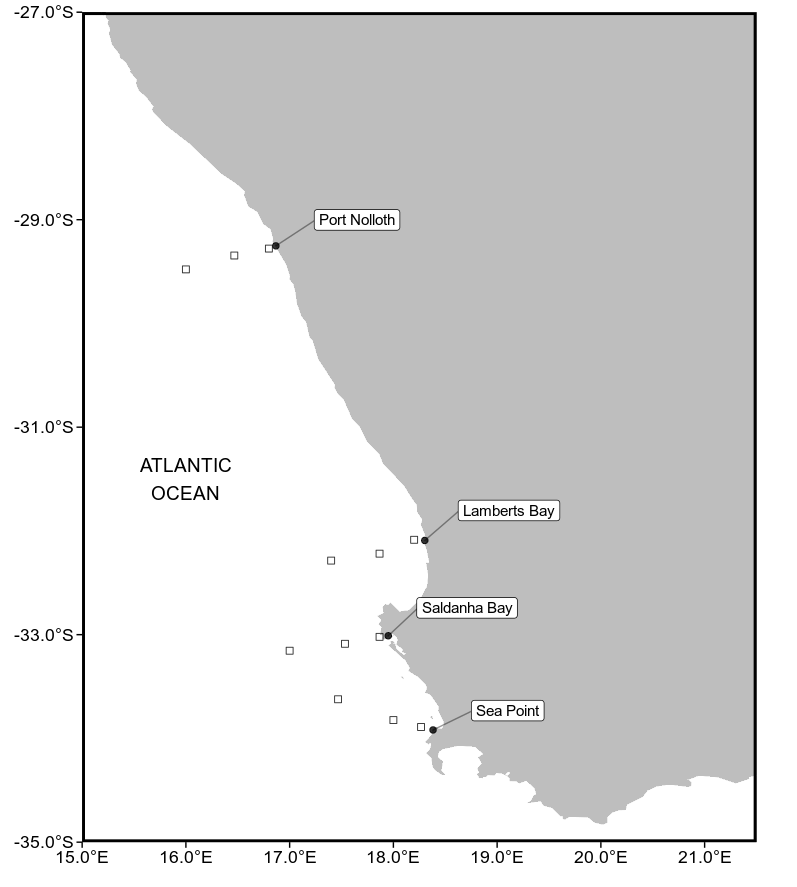 -27.0°S
-29.0°S
Port Nolloth
-31.0°S
ATLANTIC
OCEAN
Lamberts Bay
Saldanha Bay
-33.0°S
Sea Point
-35.0°S
15.0°E 16.0°E 17.0°E 18.0°E 19.0°E 20.0°E 21.0°E